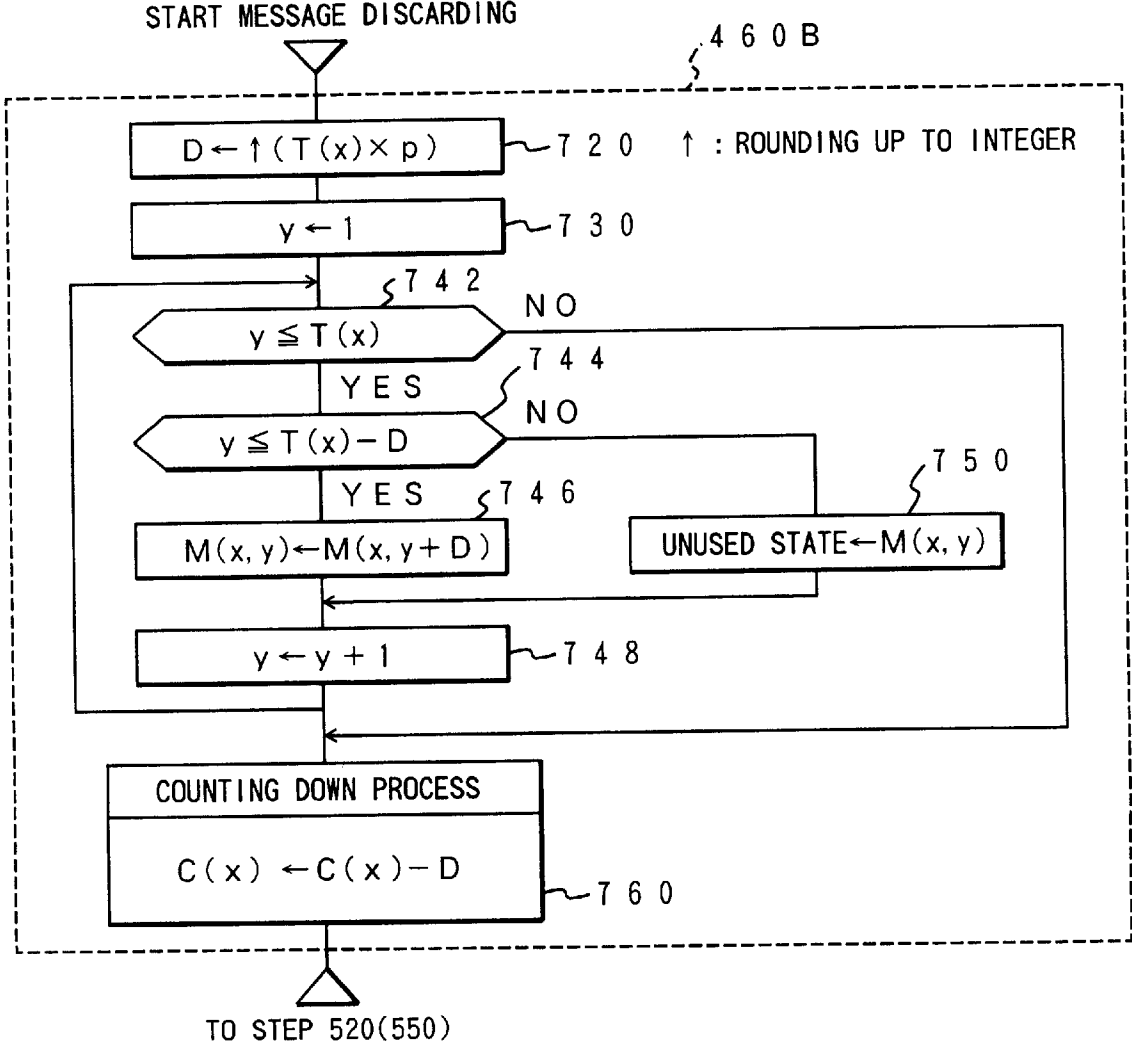 START MESSAGE DISCARDING
460B
D←↑(T(x)×p)
720
↑ : ROUNDING UP TO INTEGER
y←1
730
742
y≦T(x)
NO
YES
744
y≦T(x)−D
NO
YES
746
750
M(x,y)←M(x,y+D)
UNUSED STATE←M(x,y)
y←y+1
748
COUNTING DOWN PROCESS
C(x)←C(x)−D
760
TO STEP 520(550)